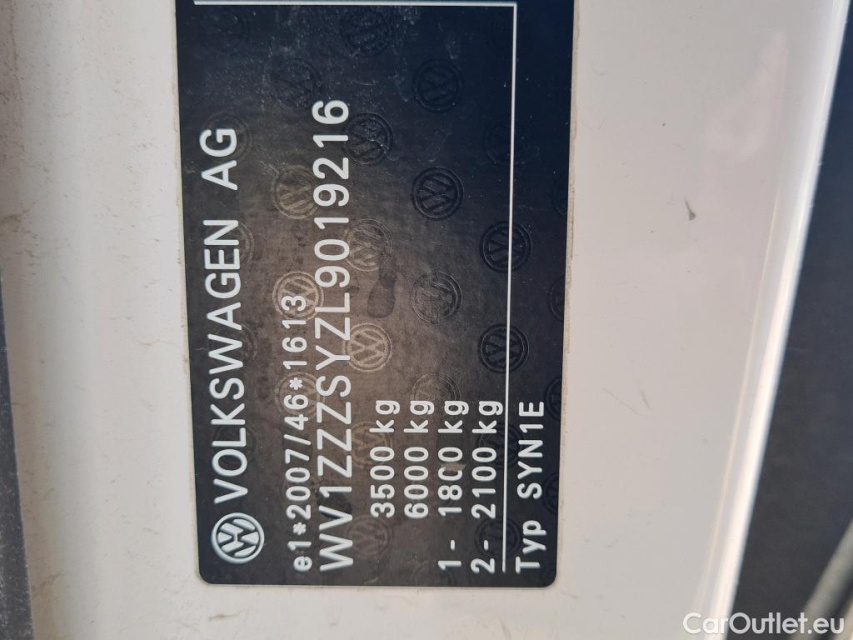 VOLKSWAGEN AG
e1*2007/46*1613
WV1ZZZSYZL9019216
3500 kg
6000 kg
1- 1800 kg
2- 2100 kg
Typ SYN1E
CarOutlet.eu